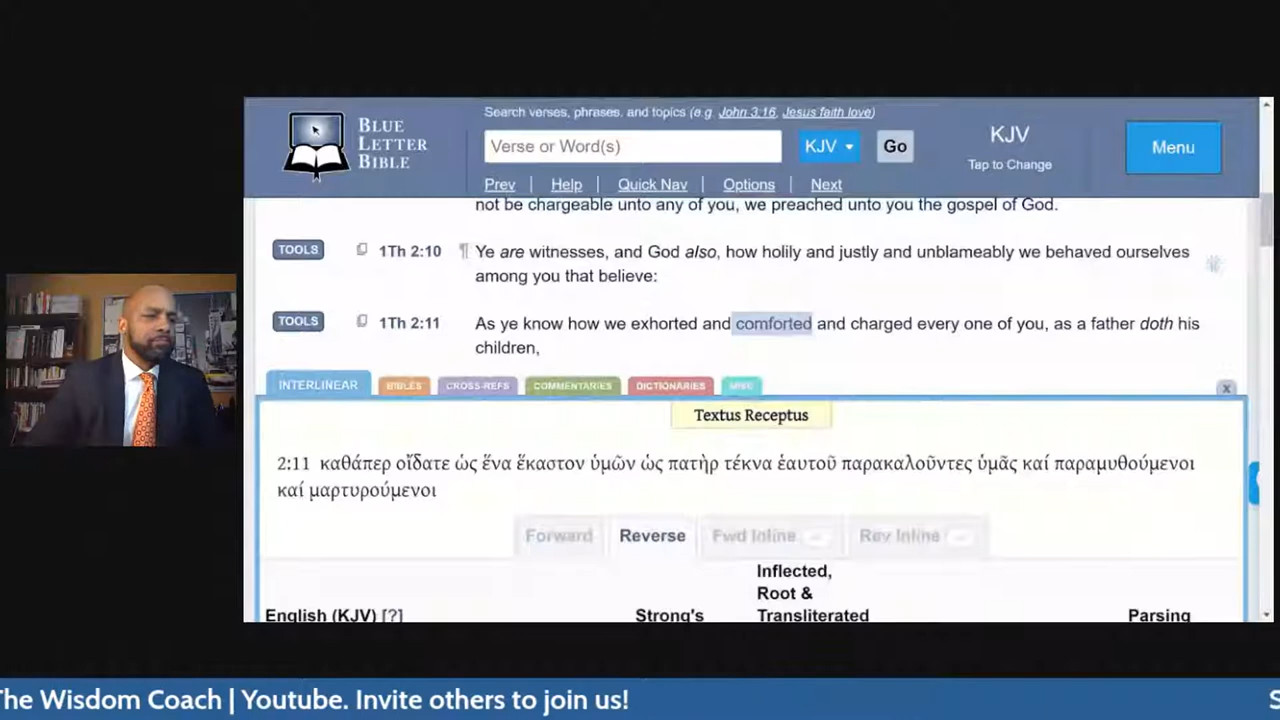 Search verses, phrases, and topics (e.g. John 3:16, Jesus faith love)
BLUE
LETTER
BIBLE
Verse or Word(s)
KJV
Go
KJV
Tap to Change
Menu
Prev | Help | Quick Nav | Options | Next
not be chargeable unto any of you, we preached unto you the gospel of God.
TOOLS 1Th 2:10 ¶ Ye are witnesses, and God also, how holily and justly and unblameably we behaved ourselves
among you that believe:
TOOLS 1Th 2:11 As ye know how we exhorted and comforted and charged every one of you, as a father doth his
children,
INTERLINEAR BIBLES CROSS-REFS COMMENTARIES DICTIONARIES MISC x
Textus Receptus
2:11 καθάπερ οἴδατε ὡς ἕνα ἕκαστον ὑμῶν ὡς πατὴρ τέκνα ἑαυτοῦ παρακαλοῦντες ὑμᾶς καί παραμυθούμενοι
καί μαρτυρούμενοι
Forward Reverse Fwd Inline Rev Inline
Inflected,
Root &
English (KJV) [?] Strong's Transliterated Parsing
The Wisdom Coach | Youtube. Invite others to join us! S